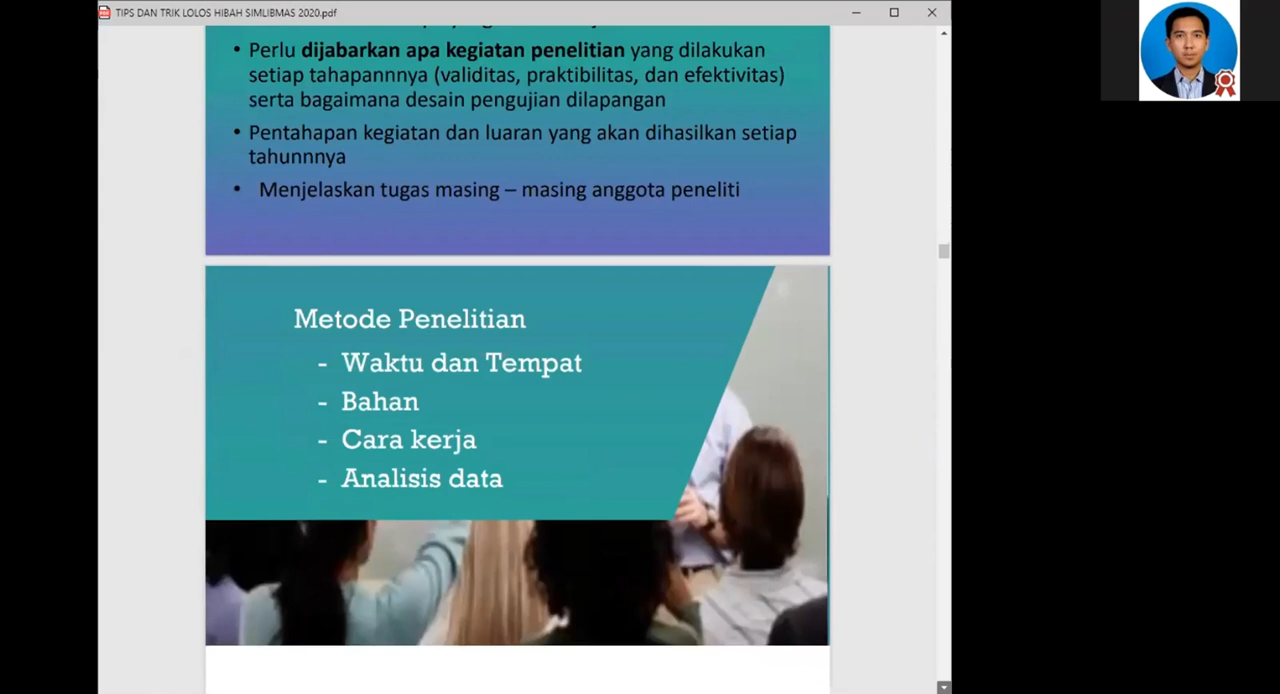 TIPS DAN TRIK LOLOS HIBAH SIMLIBMAS 2020.pdf
• Perlu dijabarkan apa kegiatan penelitian yang dilakukan
setiap tahapannnya (validitas, praktibilitas, dan efektivitas)
serta bagaimana desain pengujian dilapangan
• Pentahapan kegiatan dan luaran yang akan dihasilkan setiap
tahunnnya
• Menjelaskan tugas masing – masing anggota peneliti
Metode Penelitian
- Waktu dan Tempat
- Bahan
- Cara kerja
- Analisis data